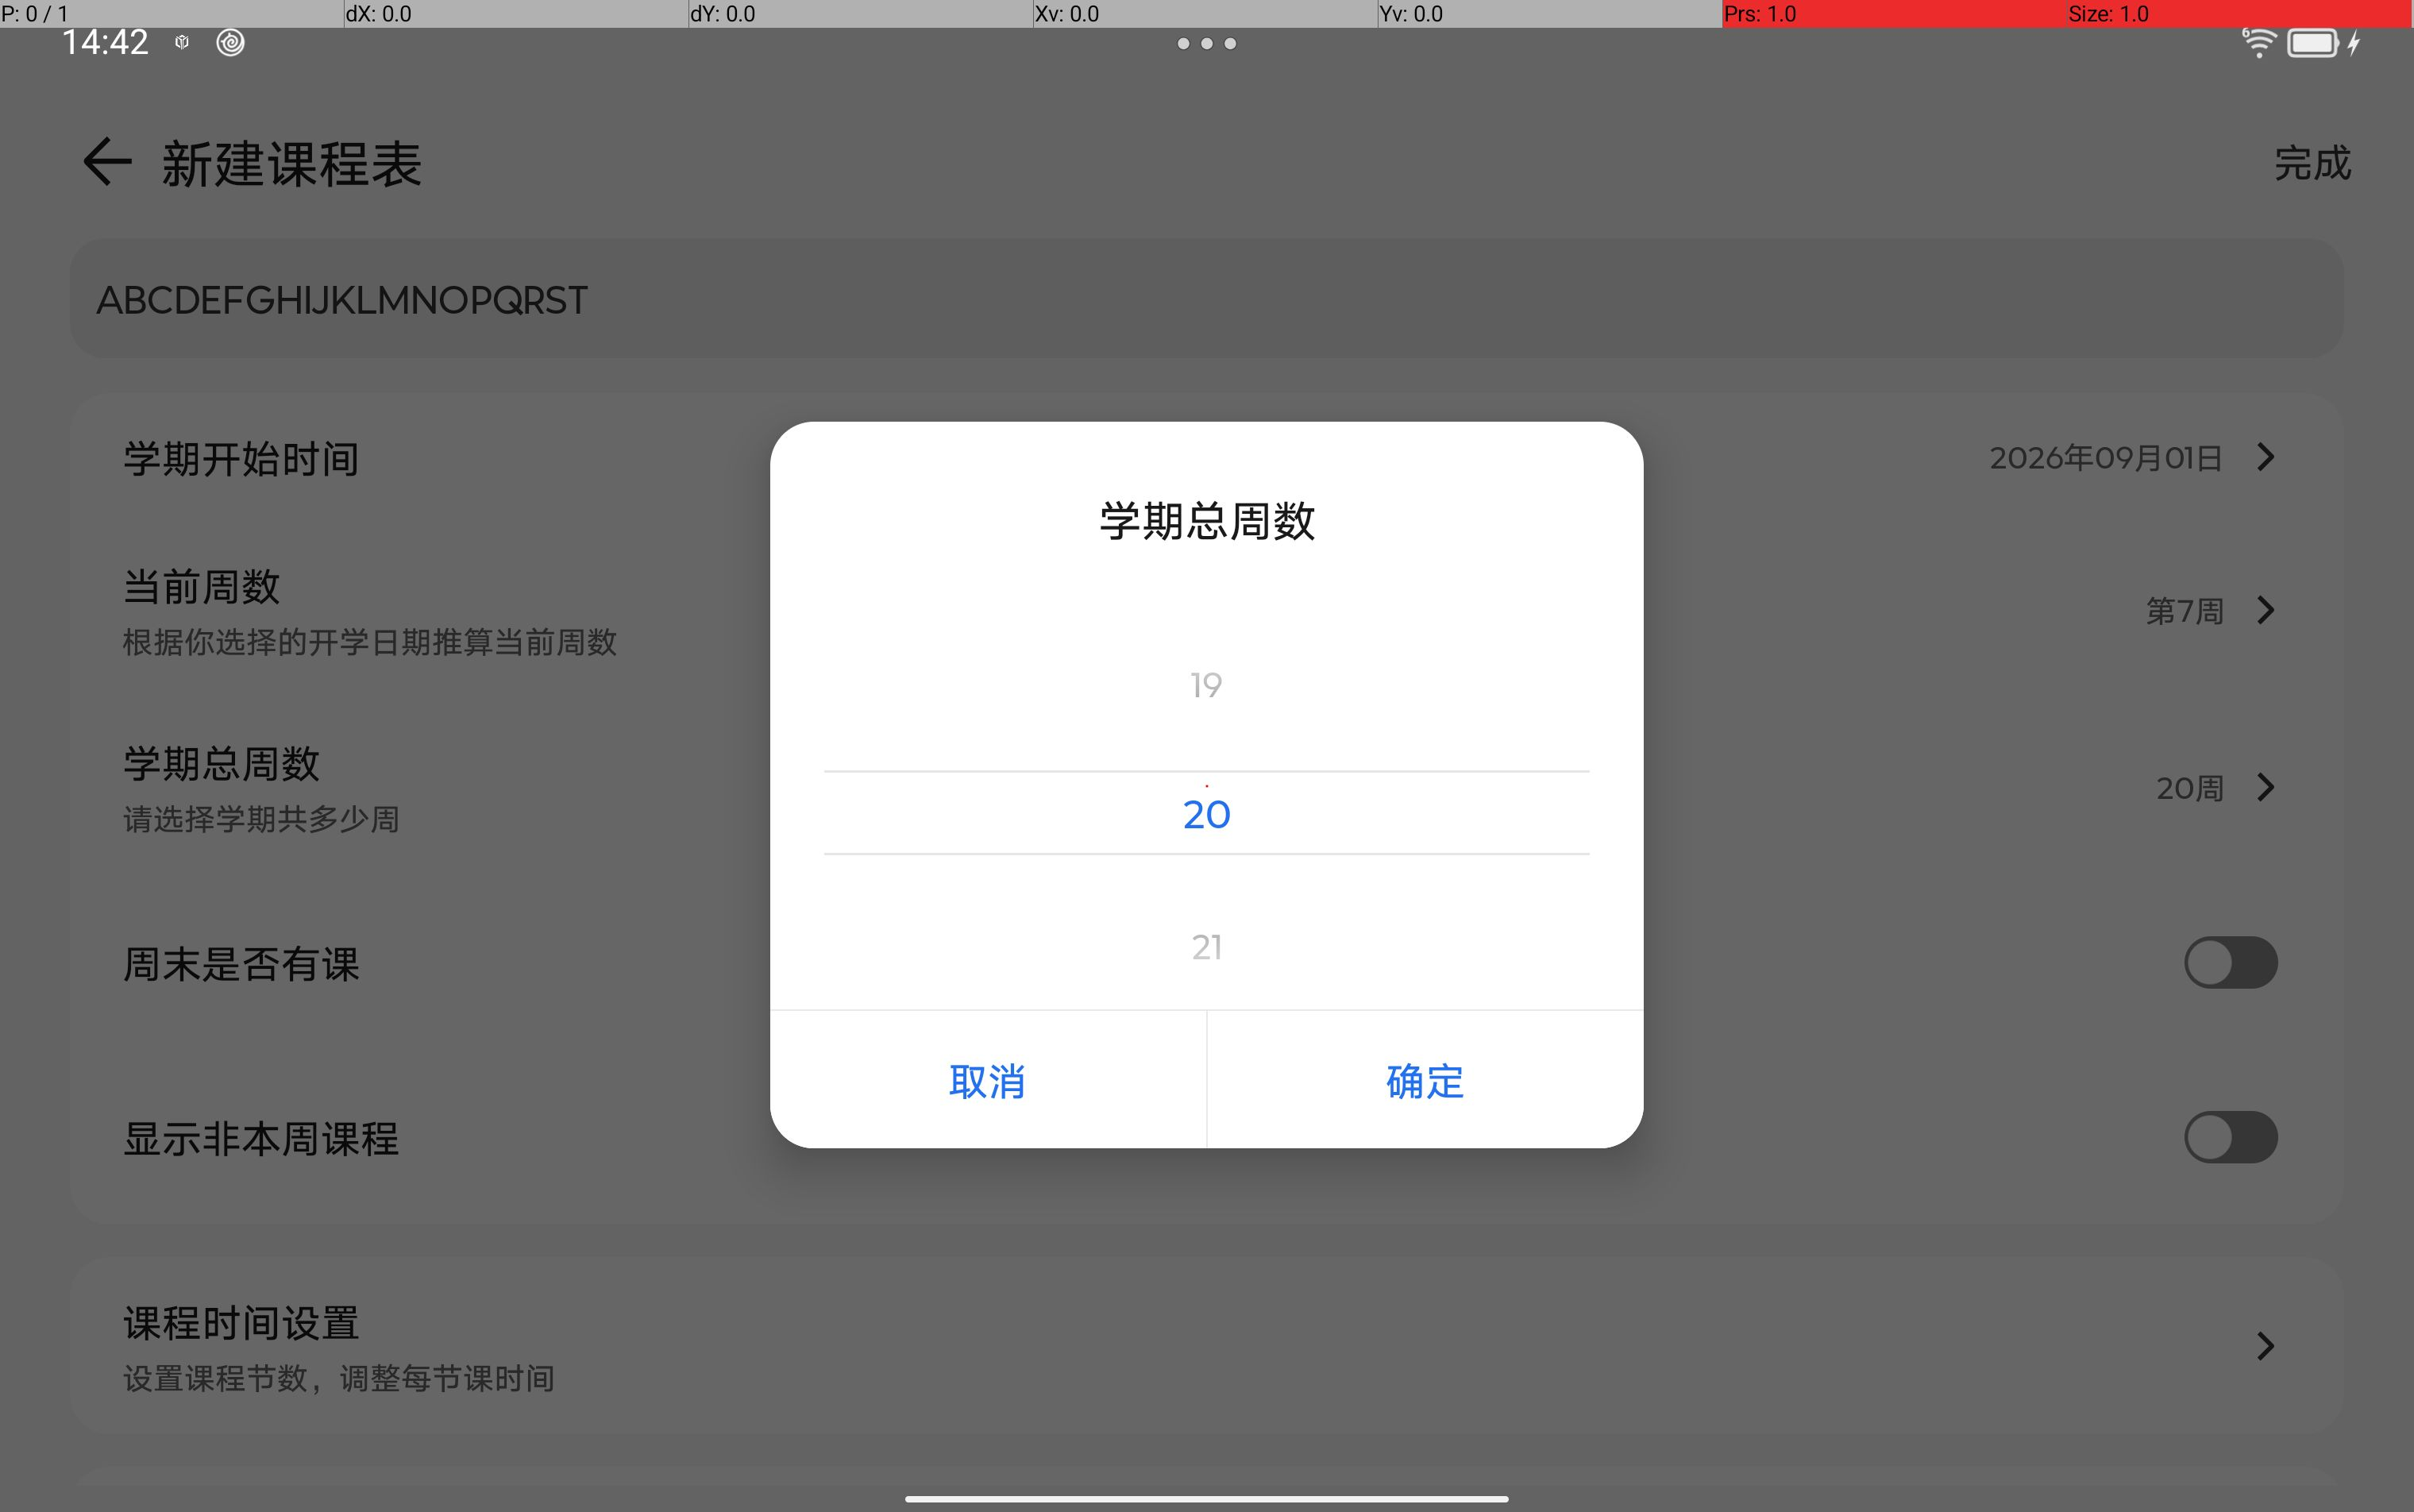 P: 0 / 1 dX: 0.0 dY: 0.0 Xv: 0.0 Yv: 0.0 Prs: 1.0 Size: 1.0
14:42 6
新建课程表 完成
ABCDEFGHIJKLMNOPQRST
学期开始时间 2026年09月01日
当前周数 第7周
根据你选择的开学日期推算当前周数
学期总周数 20周
请选择学期共多少周
周末是否有课
显示非本周课程
课程时间设置
设置课程节数，调整每节课时间
学期总周数
19
20
21
取消 确定